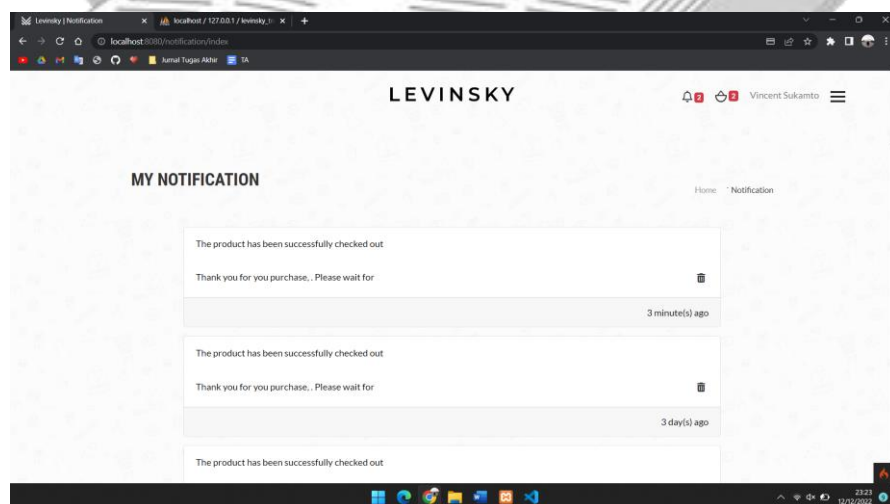 Levinsky | Notification
localhost / 127.0.0.1 / levinsky_t
localhost:8080/notification/index
Jurnal Tugas Akhir
TA
LEVINSKY
2
2
Vincent Sukamto
MY NOTIFICATION
Home
Notification
The product has been successfully checked out
Thank you for you purchase, . Please wait for
3 minute(s) ago
The product has been successfully checked out
Thank you for you purchase, . Please wait for
3 day(s) ago
The product has been successfully checked out
23:23
12/12/2022